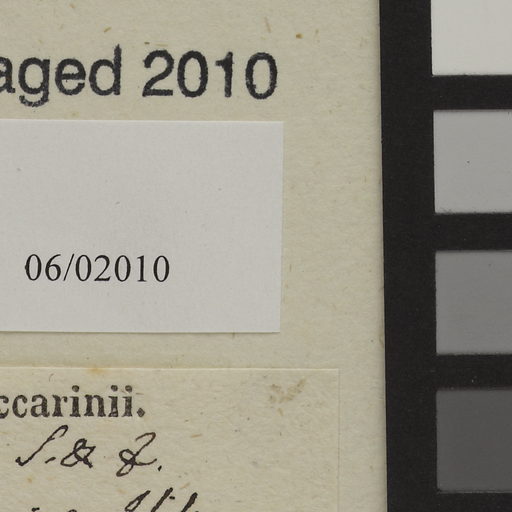 aged 2010
06/02010
ccarinii.
S. & Z.